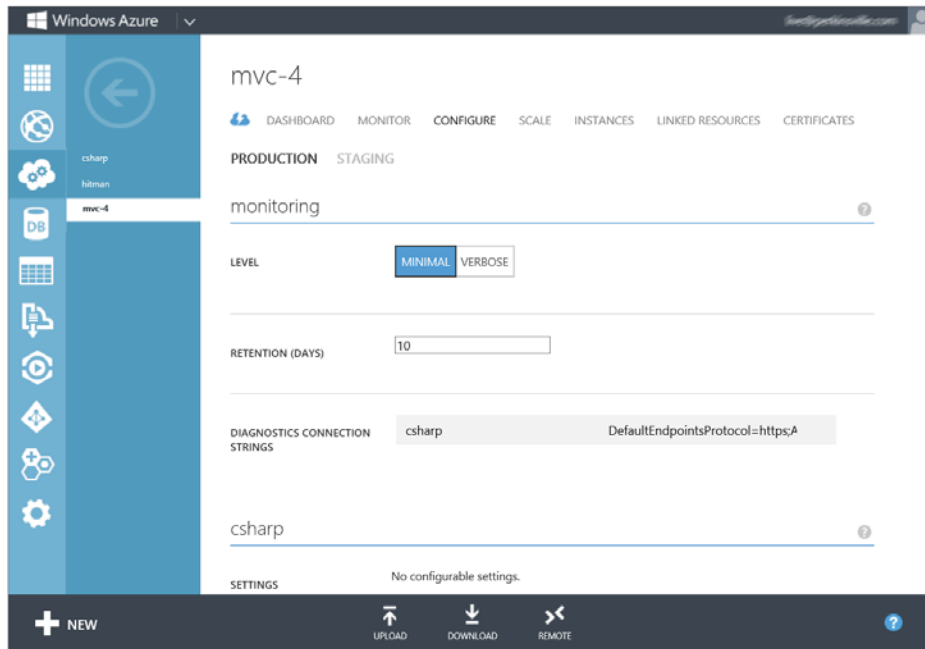 Windows Azure
mvc-4
DASHBOARD MONITOR CONFIGURE SCALE INSTANCES LINKED RESOURCES CERTIFICATES
PRODUCTION STAGING
csharp
hitman
mvc-4
monitoring
LEVEL MINIMAL VERBOSE
RETENTION (DAYS) 10
DIAGNOSTICS CONNECTION
STRINGS
csharp DefaultEndpointsProtocol=https;A
csharp
SETTINGS No configurable settings.
DB
NEW UPLOAD DOWNLOAD REMOTE